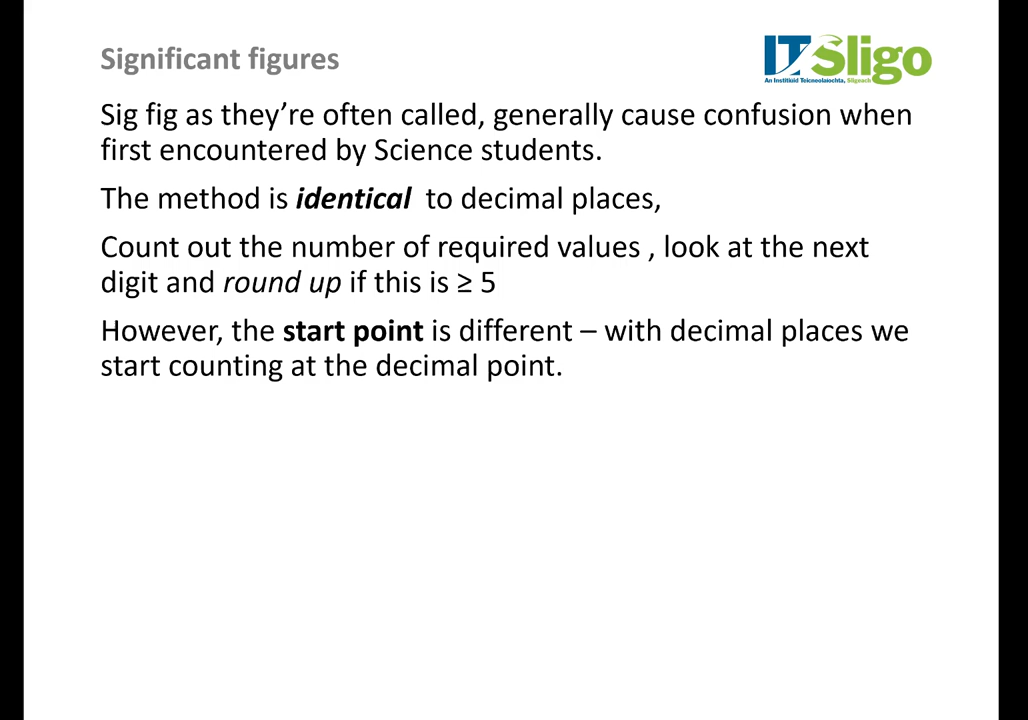 Significant figures
ITSligo
An Institiúid Teicneolaíochta, Sligeach
Sig fig as they're often called, generally cause confusion when
first encountered by Science students.
The method is identical to decimal places,
Count out the number of required values , look at the next
digit and round up if this is ≥ 5
However, the start point is different – with decimal places we
start counting at the decimal point.